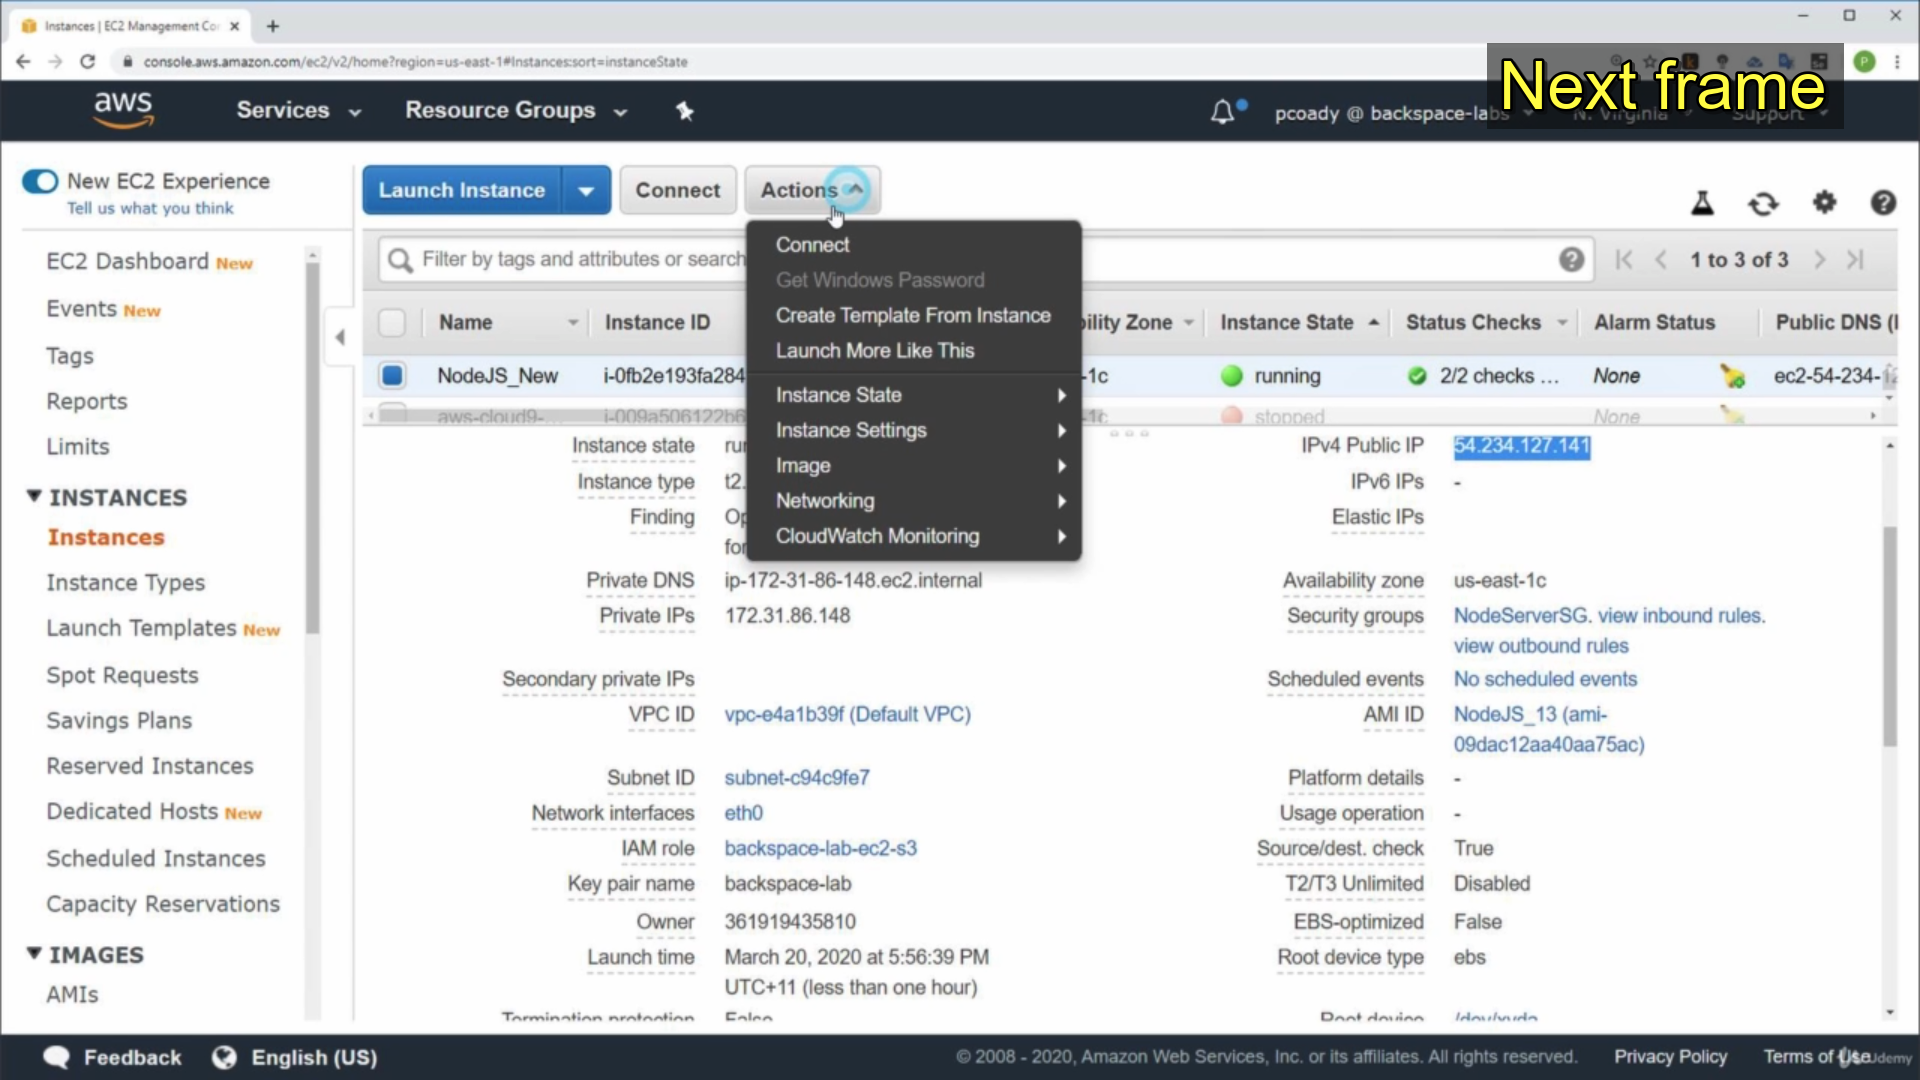 Instances | EC2 Management Co
console.aws.amazon.com/ec2/v2/home?region=us-east-1#Instances:sort=instanceState
Next frame
aws
Services
Resource Groups
pcoady @ backspace-labs
N. Virginia
Support
New EC2 Experience
Tell us what you think
Launch Instance
Connect
Actions
EC2 Dashboard New
Events New
Tags
Reports
Limits
INSTANCES
Instances
Instance Types
Launch Templates New
Spot Requests
Savings Plans
Reserved Instances
Dedicated Hosts New
Scheduled Instances
Capacity Reservations
IMAGES
AMIs
Filter by tags and attributes or search
1 to 3 of 3
Connect
Get Windows Password
Create Template From Instance
Launch More Like This
Instance State
Instance Settings
Image
Networking
CloudWatch Monitoring
Name
Instance ID
bility Zone
Instance State
Status Checks
Alarm Status
Public DNS (I
NodeJS_New
i-0fb2e193fa284
-1c
running
2/2 checks ...
None
ec2-54-234-
aws-cloud9-...
i-009a506122b6
-1c
stopped
None
Instance state
Instance type t2.
Finding Op
for
Private DNS ip-172-31-86-148.ec2.internal
Private IPs 172.31.86.148
Secondary private IPs
VPC ID vpc-e4a1b39f (Default VPC)
Subnet ID subnet-c94c9fe7
Network interfaces eth0
IAM role backspace-lab-ec2-s3
Key pair name backspace-lab
Owner 361919435810
Launch time March 20, 2020 at 5:56:39 PM
UTC+11 (less than one hour)
Termination protection False
IPv4 Public IP 54.234.127.141
IPv6 IPs -
Elastic IPs
Availability zone us-east-1c
Security groups NodeServerSG. view inbound rules.
view outbound rules
Scheduled events No scheduled events
AMI ID NodeJS_13 (ami-
09dac12aa40aa75ac)
Platform details -
Usage operation -
Source/dest. check True
T2/T3 Unlimited Disabled
EBS-optimized False
Root device type ebs
Root device /dev/xvda
Feedback
English (US)
© 2008 - 2020, Amazon Web Services, Inc. or its affiliates. All rights reserved.
Privacy Policy
Terms of Use